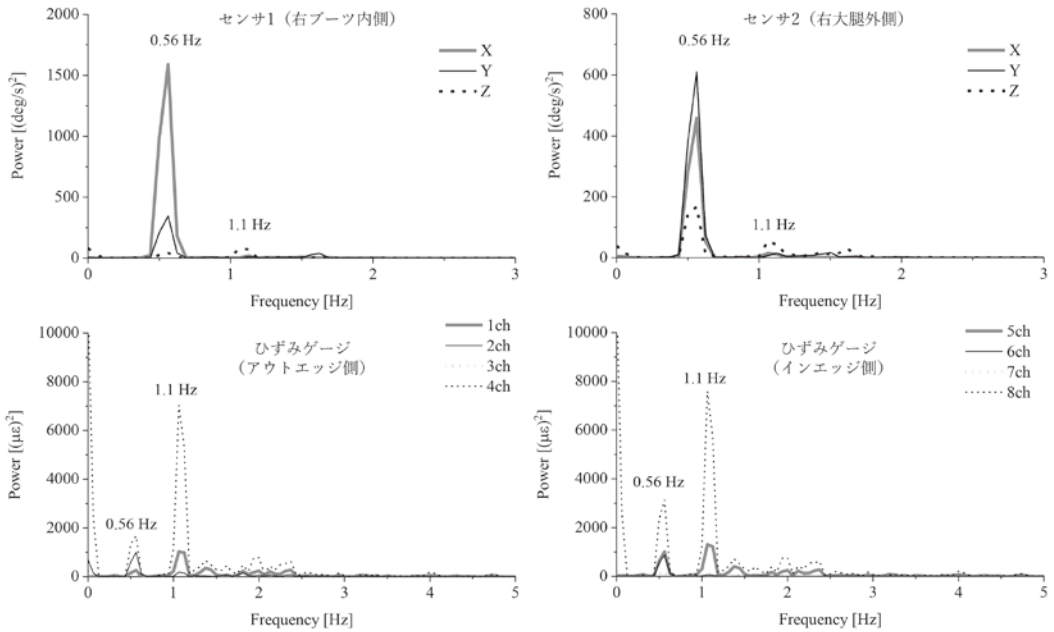 センサ1（右ブーツ内側）
0.56 Hz
X
Y
Z
2000
1500
1000
500
0
Power [(deg/s)²]
1.1 Hz
0 1 2 3
Frequency [Hz]
センサ2（右大腿外側）
0.56 Hz
X
Y
Z
800
600
400
200
0
Power [(deg/s)²]
1.1 Hz
0 1 2 3
Frequency [Hz]
ひずみゲージ
（アウトエッジ側）
1ch
2ch
3ch
4ch
10000
8000
6000
4000
2000
0
Power [(με)²]
1.1 Hz
0.56 Hz
0 1 2 3 4 5
Frequency [Hz]
ひずみゲージ
（インエッジ側）
5ch
6ch
7ch
8ch
10000
8000
6000
4000
2000
0
Power [(με)²]
1.1 Hz
0.56 Hz
0 1 2 3 4 5
Frequency [Hz]